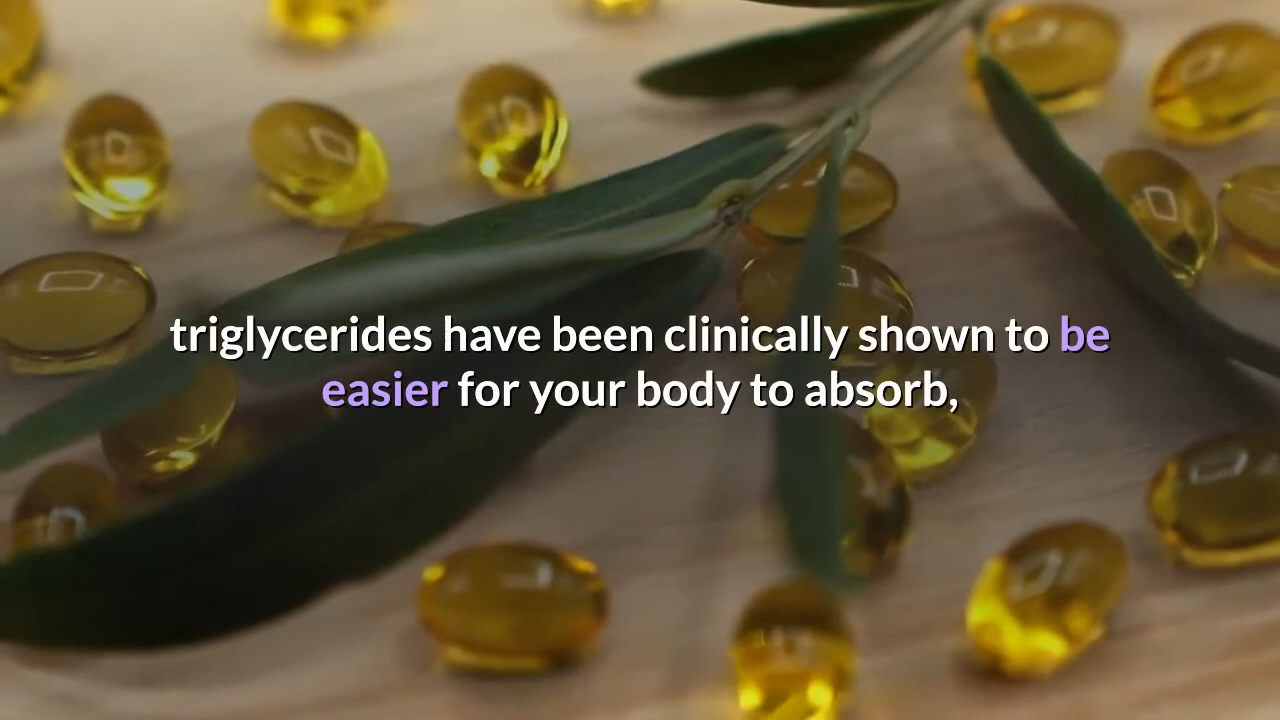 triglycerides have been clinically shown to be
easier for your body to absorb,